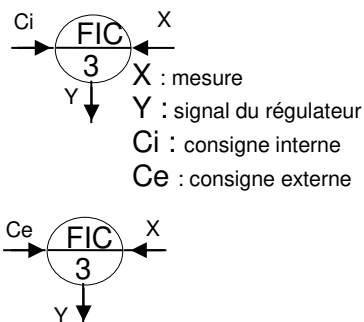 Ci FIC X
3
Y
X : mesure
Y : signal du régulateur
Ci : consigne interne
Ce : consigne externe
Ce FIC X
3
Y